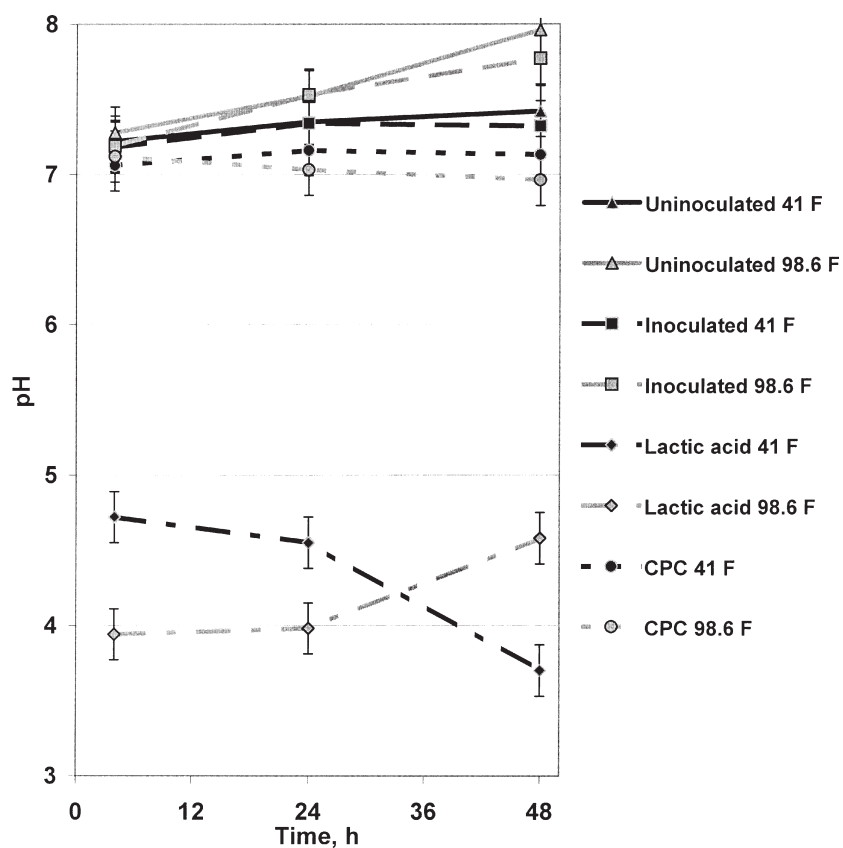 8
7
6
5
4
3
pH
0 12 24 36 48
Time, h
Uninoculated 41 F
Uninoculated 98.6 F
Inoculated 41 F
Inoculated 98.6 F
Lactic acid 41 F
Lactic acid 98.6 F
CPC 41 F
CPC 98.6 F